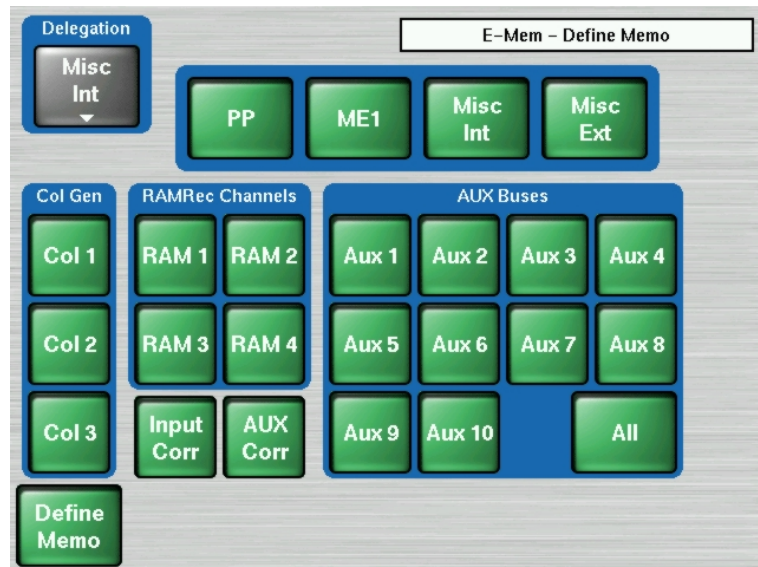 Delegation
E-Mem - Define Memo
Misc
Int
PP
ME1
Misc
Int
Misc
Ext
Col Gen
RAMRec Channels
AUX Buses
Col 1
RAM 1
RAM 2
Aux 1
Aux 2
Aux 3
Aux 4
Col 2
RAM 3
RAM 4
Aux 5
Aux 6
Aux 7
Aux 8
Col 3
Input
Corr
AUX
Corr
Aux 9
Aux 10
All
Define
Memo